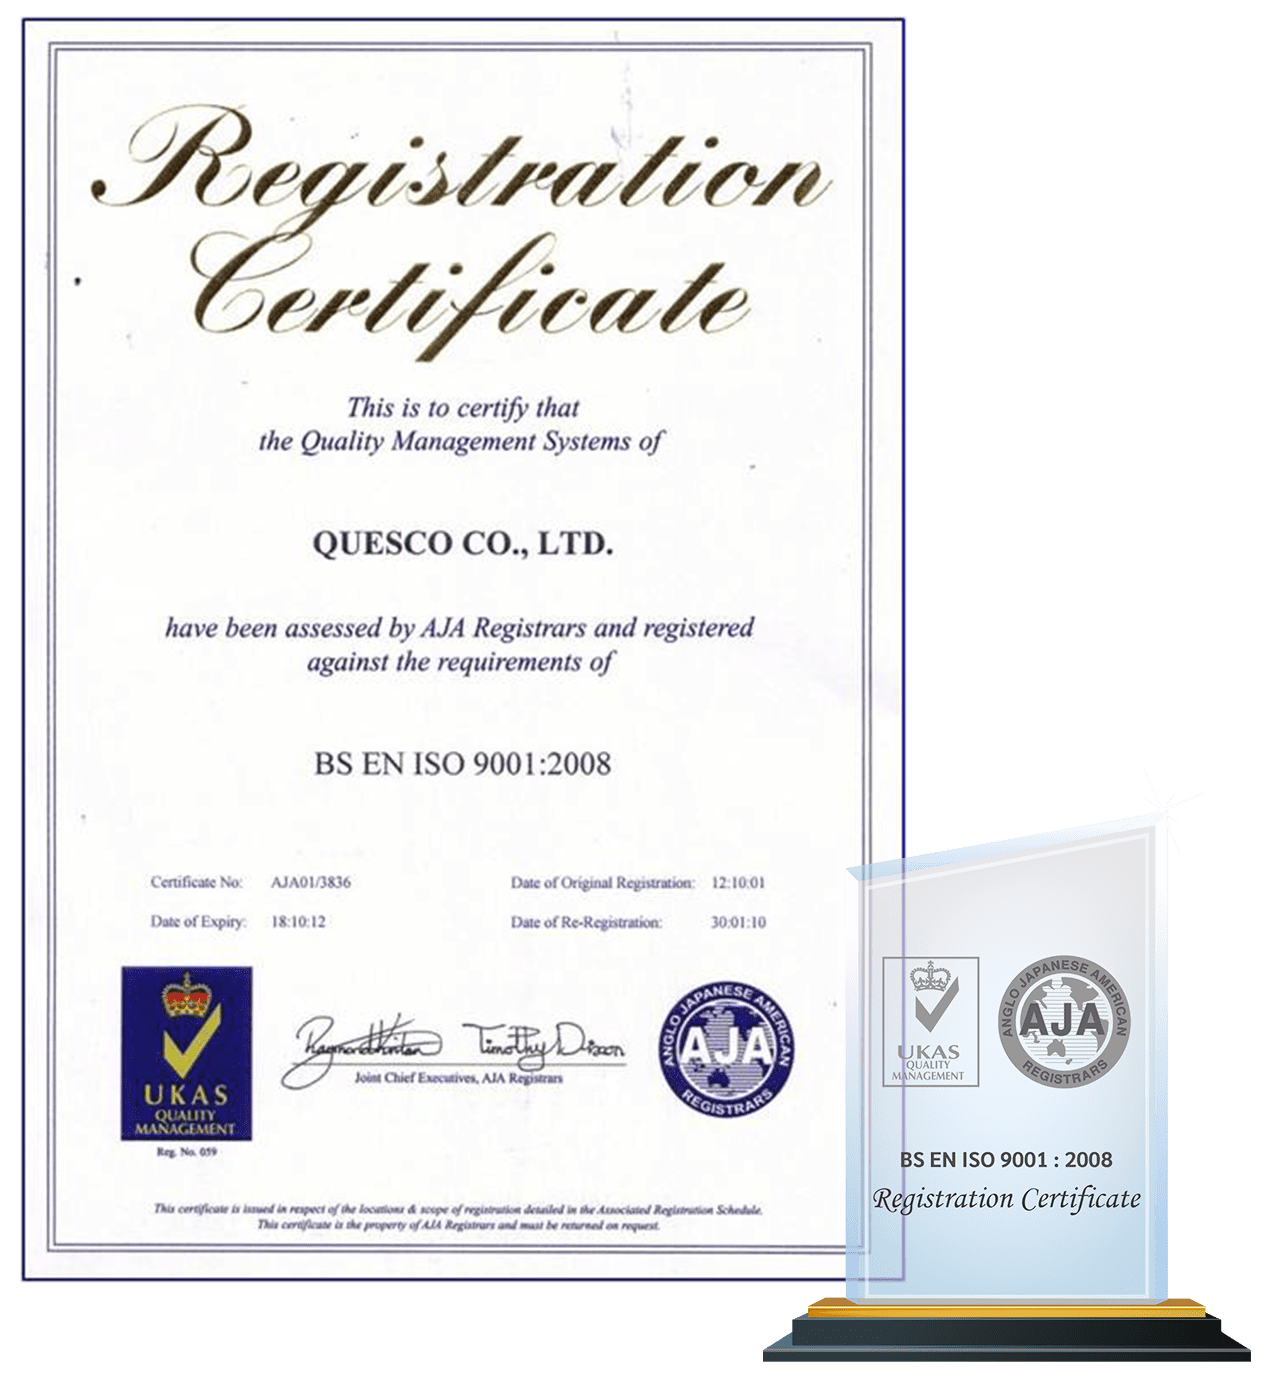 Registration
Certificate
This is to certify that
the Quality Management Systems of
QUESCO CO., LTD.
have been assessed by AJA Registrars and registered
against the requirements of
BS EN ISO 9001:2008
Certificate No: AJA01/3836 Date of Original Registration: 12:10:01
Date of Expiry: 18:10:12 Date of Re-Registration: 30:01:10
UKAS
QUALITY
MANAGEMENT
Reg. No. 059
Timothy Dixon
Joint Chief Executives, AJA Registrars
ANGLO JAPANESE AMERICAN
AJA
REGISTRARS
This certificate is issued in respect of the locations & scope of registration detailed in the Associated Registration Schedule.
This certificate is the property of AJA Registrars and must be returned on request.
UKAS
QUALITY
MANAGEMENT
ANGLO JAPANESE AMERICAN
AJA
REGISTRARS
BS EN ISO 9001 : 2008
Registration Certificate